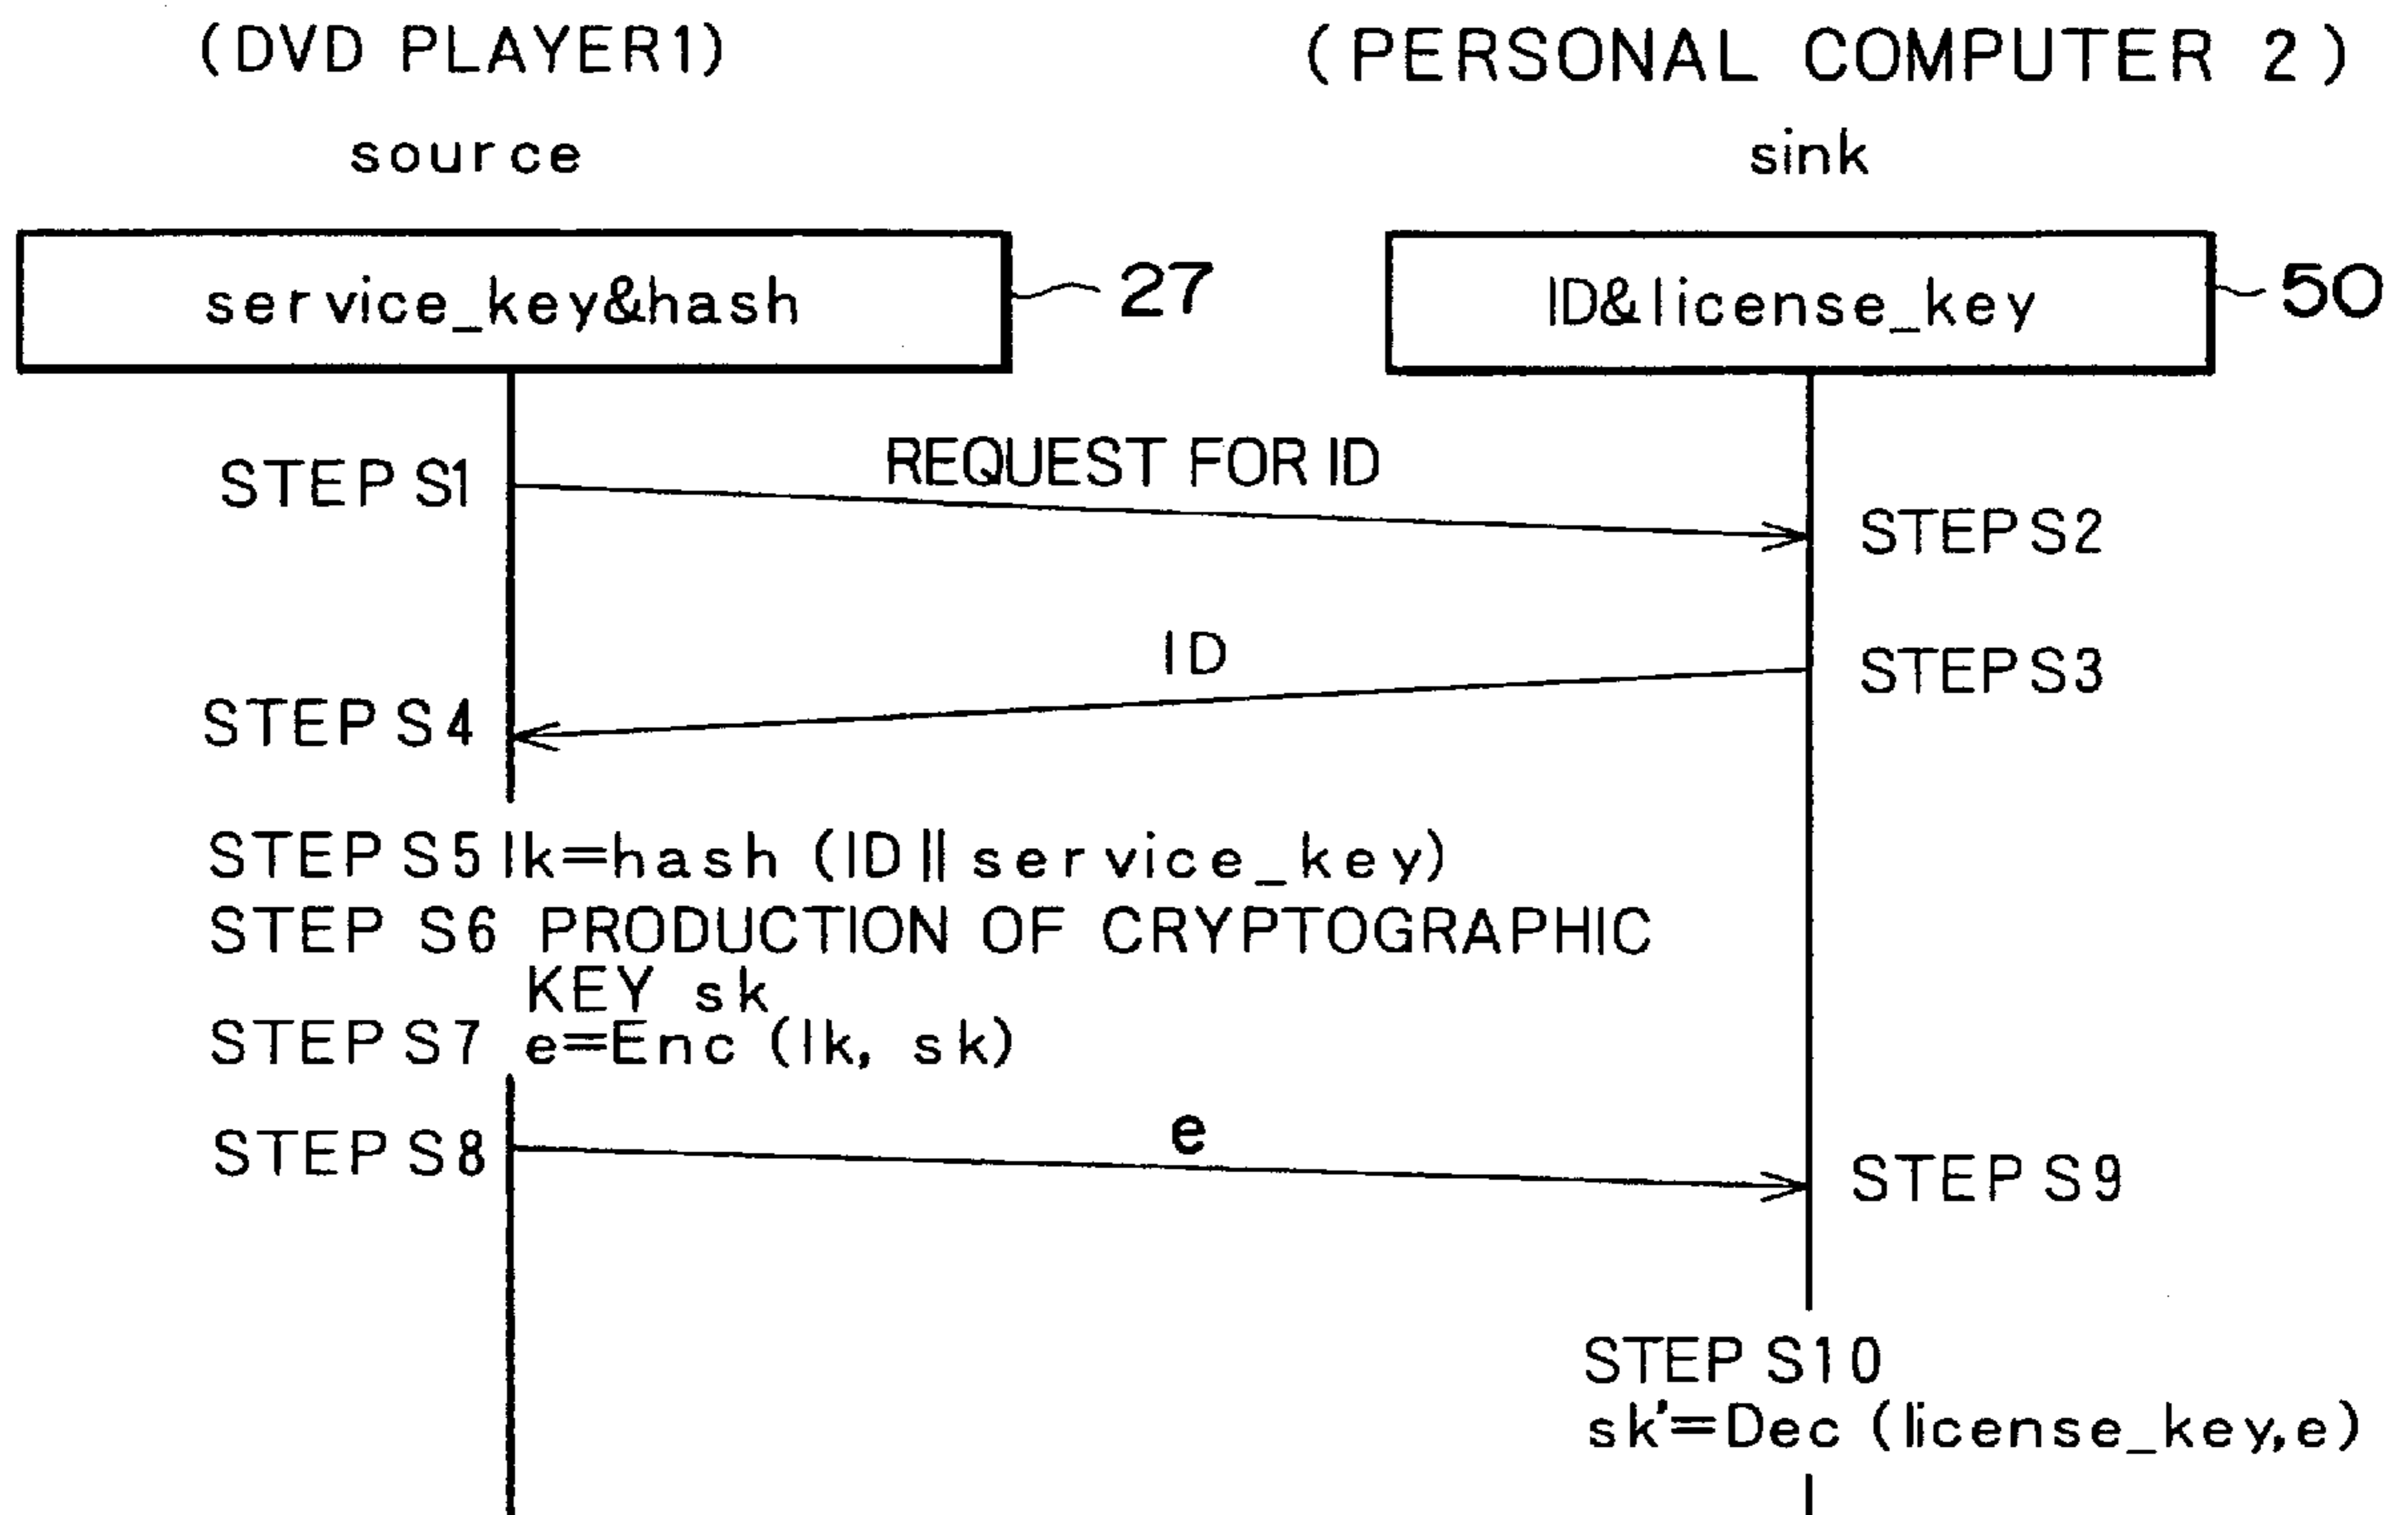 (DVD PLAYER1)
(PERSONAL COMPUTER 2)
source
sink
service_key&hash
27
ID&license_key
50
STEP S1
REQUEST FOR ID
STEP S2
ID
STEP S3
STEP S4
STEP S5 lk=hash (ID || service_key)
STEP S6 PRODUCTION OF CRYPTOGRAPHIC
KEY sk
STEP S7 e=Enc (lk, sk)
STEP S8
e
STEP S9
STEP S10
sk'=Dec (license_key,e)